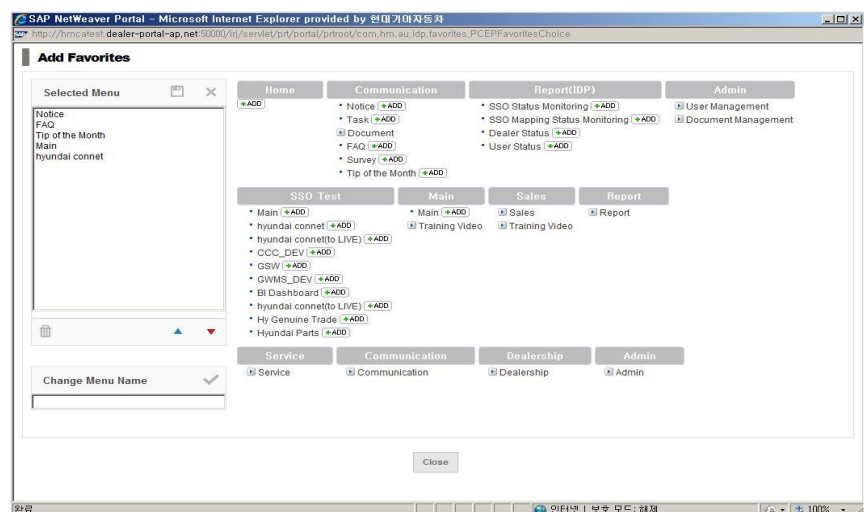 SAP NetWeaver Portal - Microsoft Internet Explorer provided by 현대기아자동차
http://hmcatest.dealer-portal-ap.net:50000/irj/servlet/prt/portal/prtroot/com.hm.au.idp.favorites.PCEPFavoritesChoice
Add Favorites
Selected Menu
Notice
FAQ
Tip of the Month
Main
hyundai connet
Change Menu Name
Home Communication Report(IDP) Admin
+ADD • Notice +ADD • SSO Status Monitoring +ADD User Management
• Task +ADD • SSO Mapping Status Monitoring +ADD Document Management
Document • Dealer Status +ADD
• FAQ +ADD • User Status +ADD
• Survey +ADD
• Tip of the Month +ADD
SSO Test Main Sales Report
• Main +ADD • Main +ADD Sales Report
• hyundai connet +ADD Training Video Training Video
• hyundai connet(to LIVE) +ADD
• CCC_DEV +ADD
• GSW +ADD
• GWMS_DEV +ADD
• BI Dashboard +ADD
• hyundai connet(to LIVE) +ADD
• Hy Genuine Trade +ADD
• Hyundai Parts +ADD
Service Communication Dealership Admin
Service Communication Dealership Admin
Close
완료 인터넷 | 보호 모드: 해제 100%